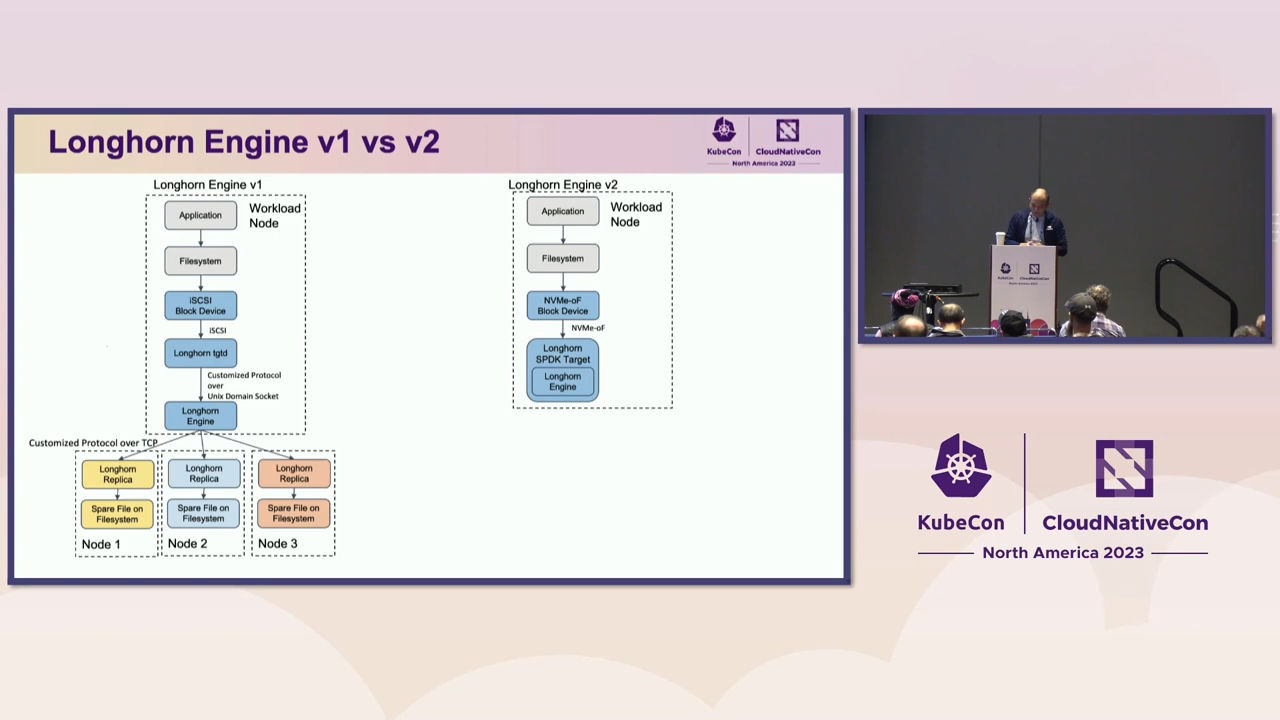 Longhorn Engine v1 vs v2
KubeCon
CloudNativeCon
North America 2023
Longhorn Engine v1
Workload
Node
Application
Filesystem
iSCSI
Block Device
iSCSI
Longhorn tgtd
Customized Protocol
over
Unix Domain Socket
Longhorn
Engine
Customized Protocol over TCP
Longhorn
Replica
Spare File on
Filesystem
Node 1
Longhorn
Replica
Spare File on
Filesystem
Node 2
Longhorn
Replica
Spare File on
Filesystem
Node 3
Longhorn Engine v2
Workload
Node
Application
Filesystem
NVMe-oF
Block Device
NVMe-oF
Longhorn
SPDK Target
Longhorn
Engine
KubeCon
CloudNativeCon
North America 2023